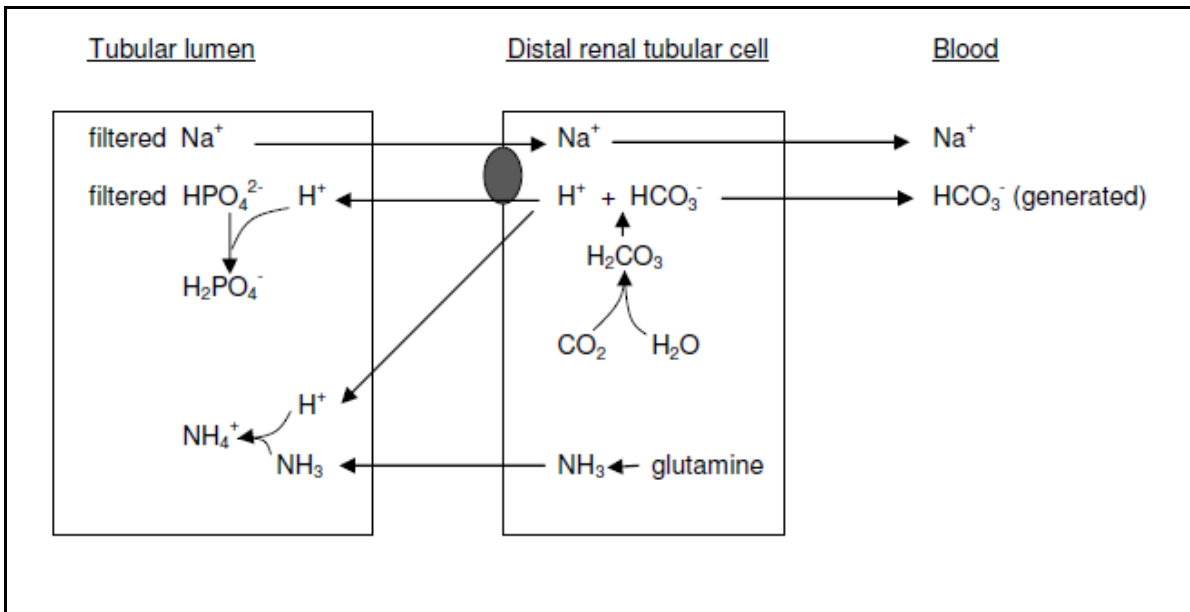 Tubular lumen Distal renal tubular cell Blood
filtered Na⁺ Na⁺ Na⁺
filtered HPO₄²⁻ H⁺ H⁺ + HCO₃⁻ HCO₃⁻ (generated)
H₂CO₃
H₂PO₄⁻
CO₂ H₂O
H⁺
NH₄⁺
NH₃ NH₃ glutamine